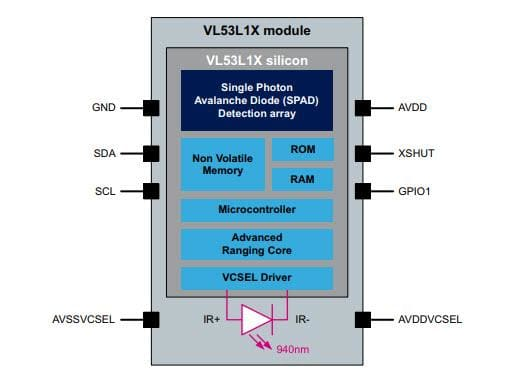 VL53L1X module
VL53L1X silicon
Single Photon
Avalanche Diode (SPAD)
Detection array
GND
AVDD
SDA
Non Volatile
Memory
ROM
XSHUT
RAM
SCL
GPIO1
Microcontroller
Advanced
Ranging Core
VCSEL Driver
AVSSVCSEL
IR+
IR-
AVDDVCSEL
940nm